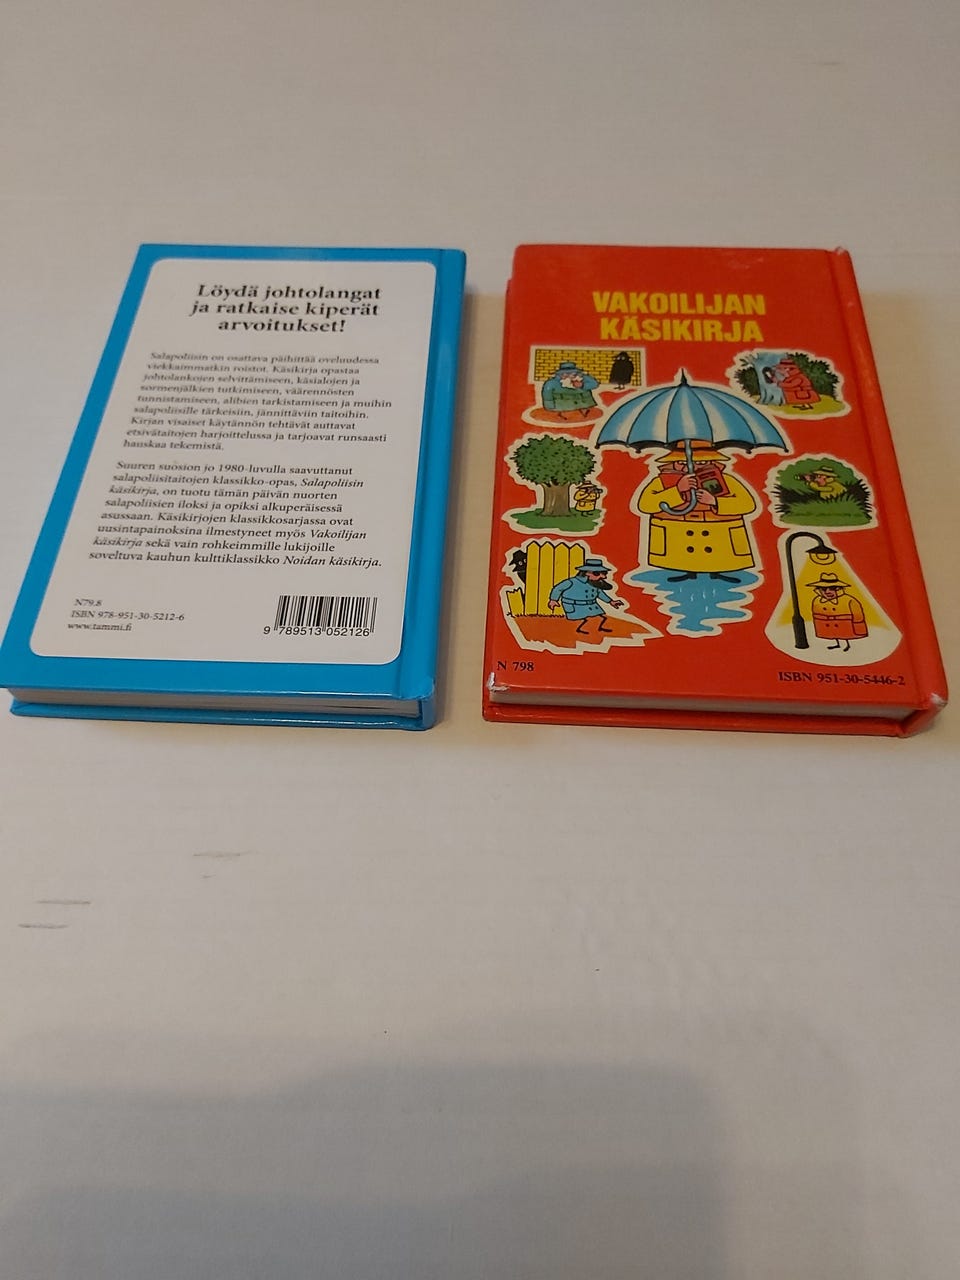 Löydä johtolangat
ja ratkaise kiperät
arvoitukset!
Salapoliisin on osattava päihittää oveluudessa
viekkaimmatkin roistot. Käsikirja opastaa
johtolankojen selvittämiseen, käsialojen ja
sormenjälkien tutkimiseen, väärennösten
tunnistamiseen, alibien tarkistamiseen ja muihin
salapoliisille tärkeisiin, jännittäviin taitoihin.
Kirjan visaiset käytännön tehtävät auttavat
etsivätaitojen harjoittelussa ja tarjoavat runsaasti
hauskaa tekemistä.
Suuren suosion jo 1980-luvulla saavuttanut
salapoliisitaitojen klassikko-opas, Salapoliisin
käsikirja, on tuotu tämän päivän nuorten
salapoliisien iloksi ja opiksi alkuperäisessä
asussaan. Käsikirjojen klassikkosarjassa ovat
uusintapainoksina ilmestyneet myös Vakoilijan
käsikirja sekä vain rohkeimmille lukijoille
soveltuva kauhun kulttiklassikko Noidan käsikirja.
N79.8
ISBN 978-951-30-5212-6
www.tammi.fi
9 789513 052126
VAKOILIJAN
KÄSIKIRJA
N 798
ISBN 951-30-5446-2